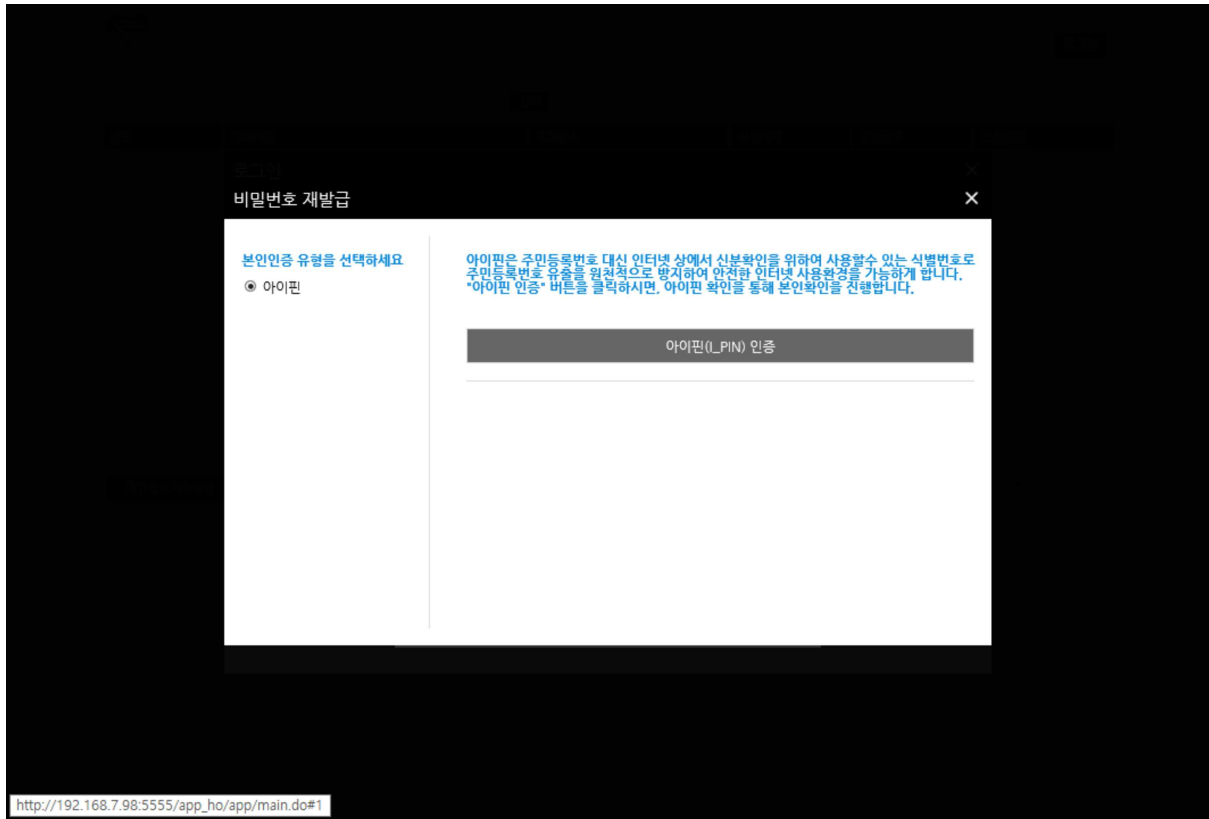 로그인
비밀번호 재발급
본인인증 유형을 선택하세요
아이핀
아이핀은 주민등록번호 대신 인터넷 상에서 신분확인을 위하여 사용할수 있는 식별번호로
주민등록번호 유출을 원천적으로 방지하여 안전한 인터넷 사용환경을 가능하게 합니다.
"아이핀 인증" 버튼을 클릭하시면, 아이핀 확인을 통해 본인확인을 진행합니다.
아이핀(I_PIN) 인증
http://192.168.7.98:5555/app_ho/app/main.do#1